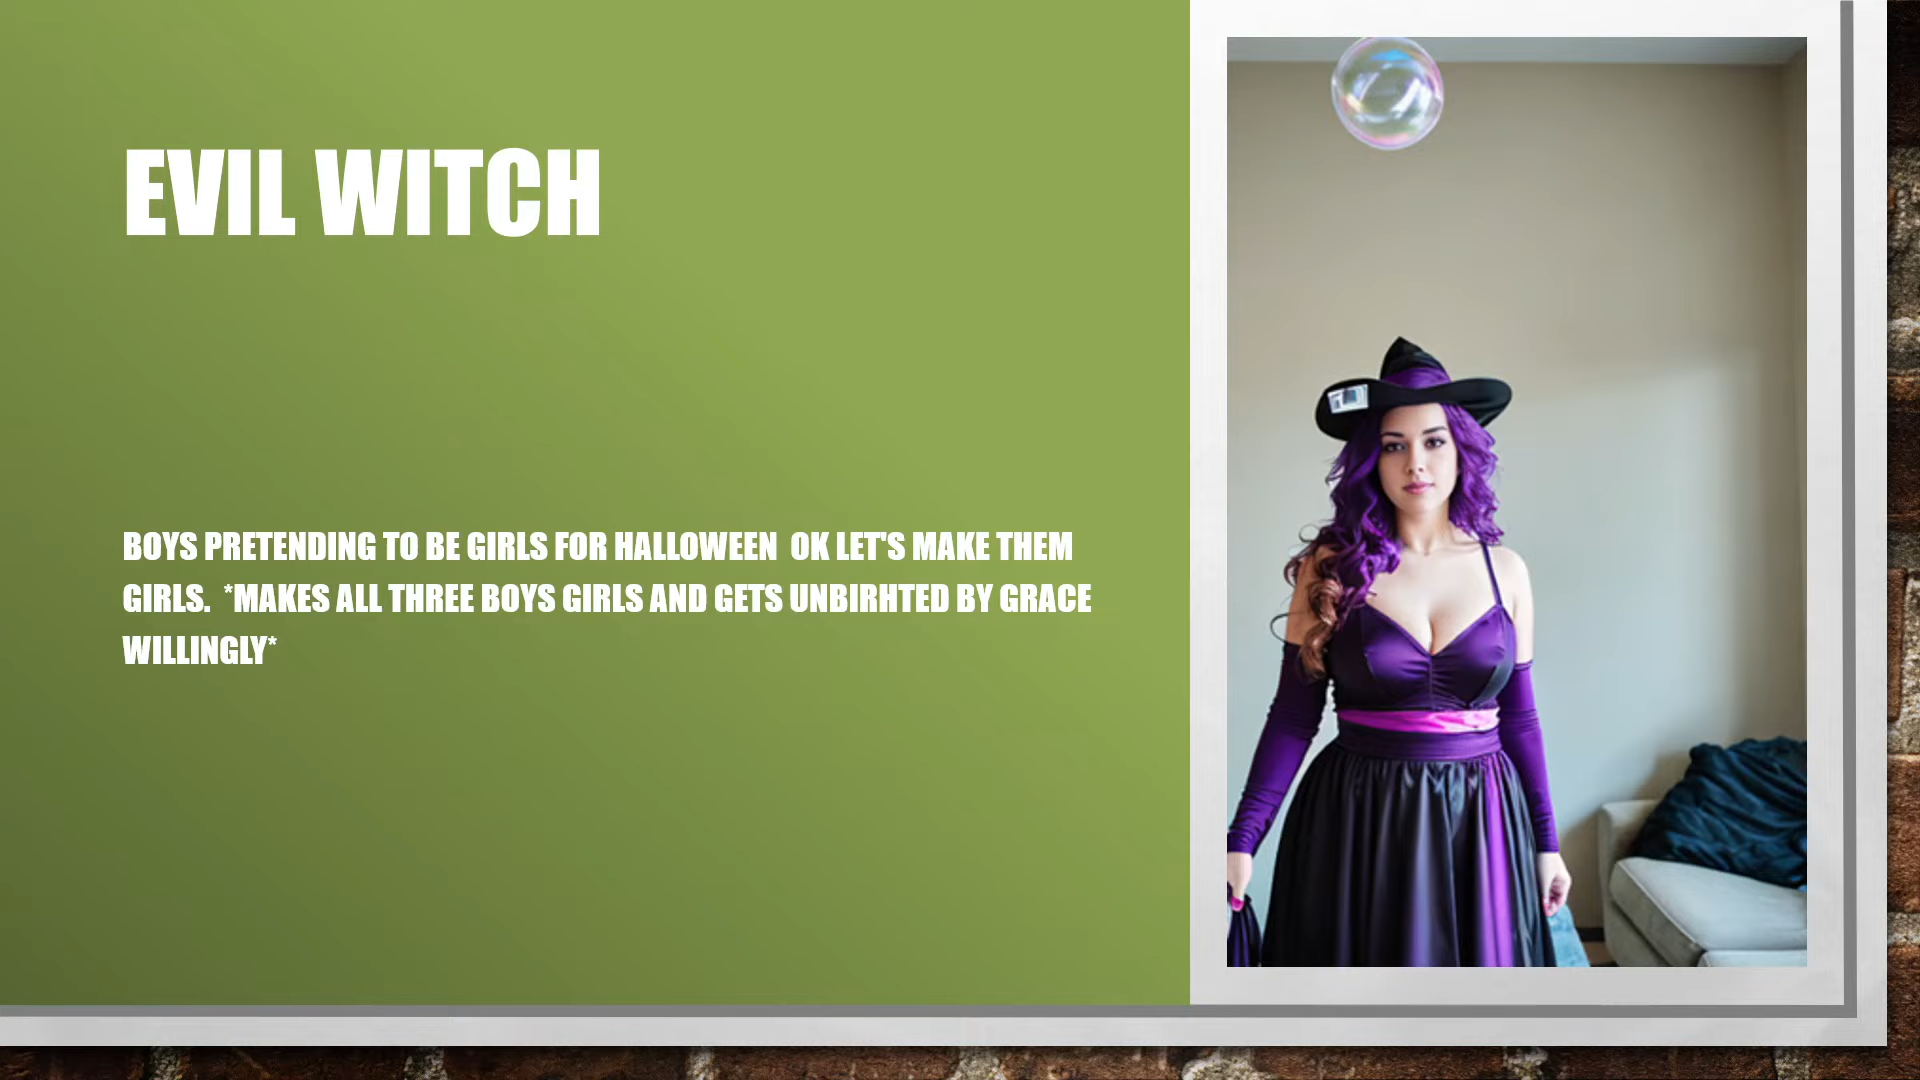 EVIL WITCH
BOYS PRETENDING TO BE GIRLS FOR HALLOWEEN  OK LET'S MAKE THEM
GIRLS.  *MAKES ALL THREE BOYS GIRLS AND GETS UNBIRHTED BY GRACE
WILLINGLY*